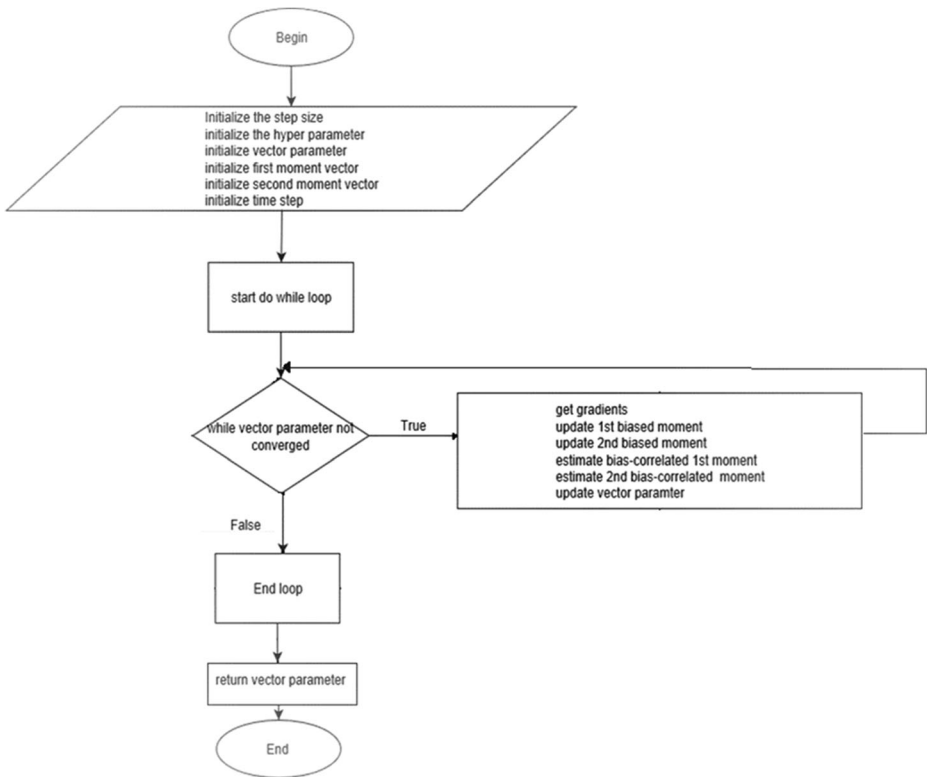 Begin
Initialize the step size
initialize the hyper parameter
initialize vector parameter
initialize first moment vector
initialize second moment vector
initialize time step
start do while loop
while vector parameter not
converged
True
get gradients
update 1st biased moment
update 2nd biased moment
estimate bias-correlated 1st moment
estimate 2nd bias-correlated moment
update vector paramter
False
End loop
return vector parameter
End